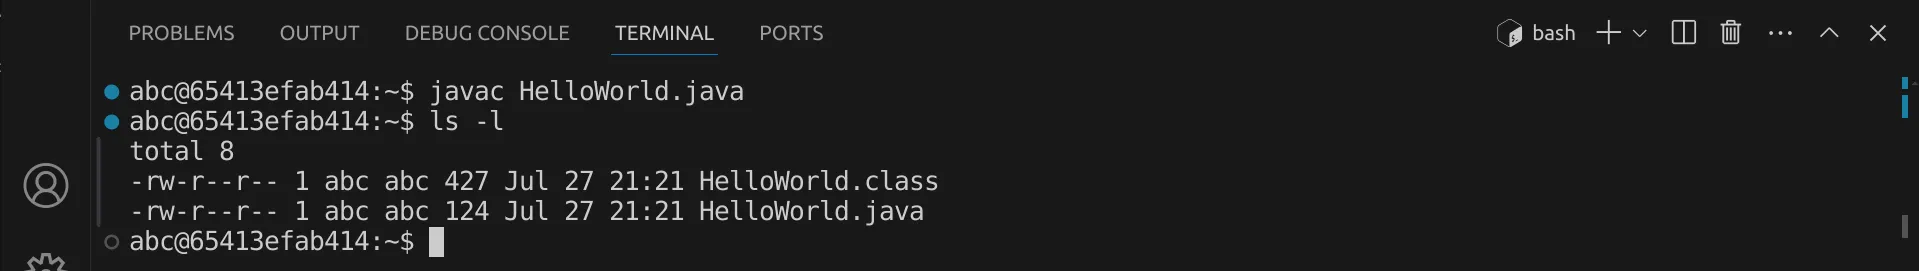 PROBLEMS OUTPUT DEBUG CONSOLE TERMINAL PORTS bash
abc@65413efab414:~$ javac HelloWorld.java
abc@65413efab414:~$ ls -l
total 8
-rw-r--r-- 1 abc abc 427 Jul 27 21:21 HelloWorld.class
-rw-r--r-- 1 abc abc 124 Jul 27 21:21 HelloWorld.java
abc@65413efab414:~$